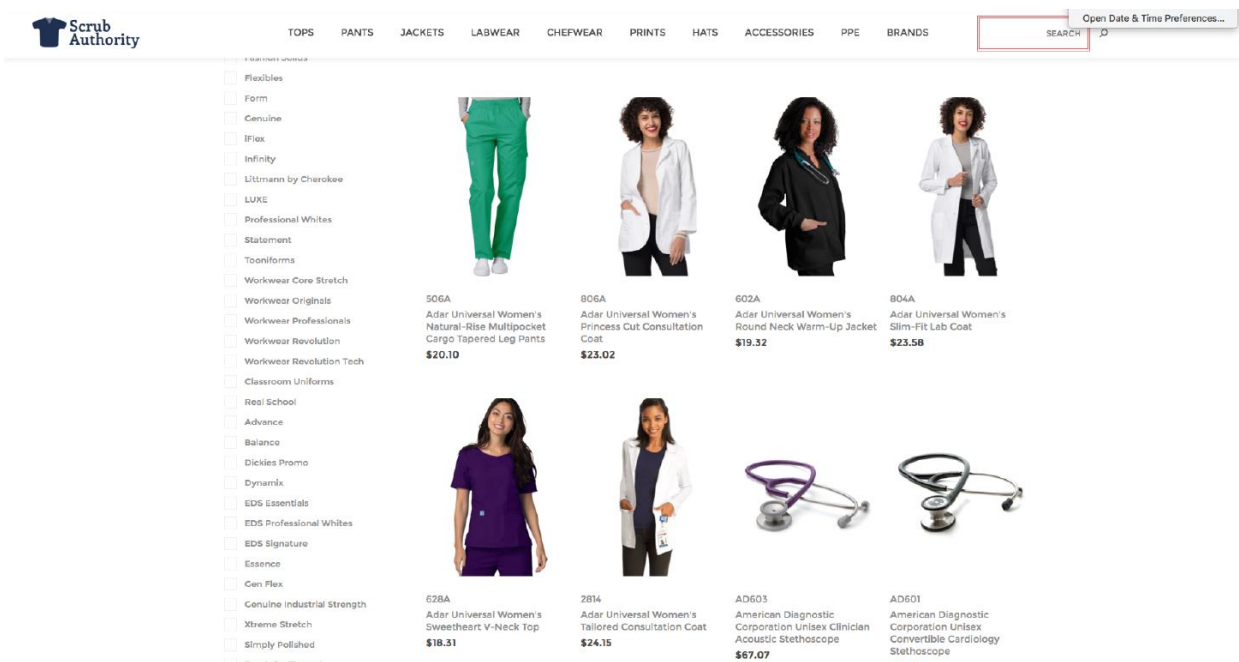 Open Date & Time Preferences...
Scrub
Authority
TOPS PANTS JACKETS LABWEAR CHEFWEAR PRINTS HATS ACCESSORIES PPE BRANDS SEARCH
Flexibles
Form
Genuine
iFlex
Infinity
Littmann by Cherokee
LUXE
Professional Whites
Statement
Tooniforms
Workwear Core Stretch
Workwear Originals
Workwear Professionals
Workwear Revolution
Workwear Revolution Tech
Classroom Uniforms
Real School
Advance
Balance
Dickies Promo
Dynamix
EDS Essentials
EDS Professional Whites
EDS Signature
Essence
Gen Flex
Genuine Industrial Strength
Xtreme Stretch
Simply Polished
506A
Adar Universal Women's
Natural-Rise Multipocket
Cargo Tapered Leg Pants
$20.10
806A
Adar Universal Women's
Princess Cut Consultation
Coat
$23.02
602A
Adar Universal Women's
Round Neck Warm-Up Jacket
$19.32
804A
Adar Universal Women's
Slim-Fit Lab Coat
$23.58
628A
Adar Universal Women's
Sweetheart V-Neck Top
$18.31
2814
Adar Universal Women's
Tailored Consultation Coat
$24.15
AD603
American Diagnostic
Corporation Unisex Clinician
Acoustic Stethoscope
$67.07
AD601
American Diagnostic
Corporation Unisex
Convertible Cardiology
Stethoscope